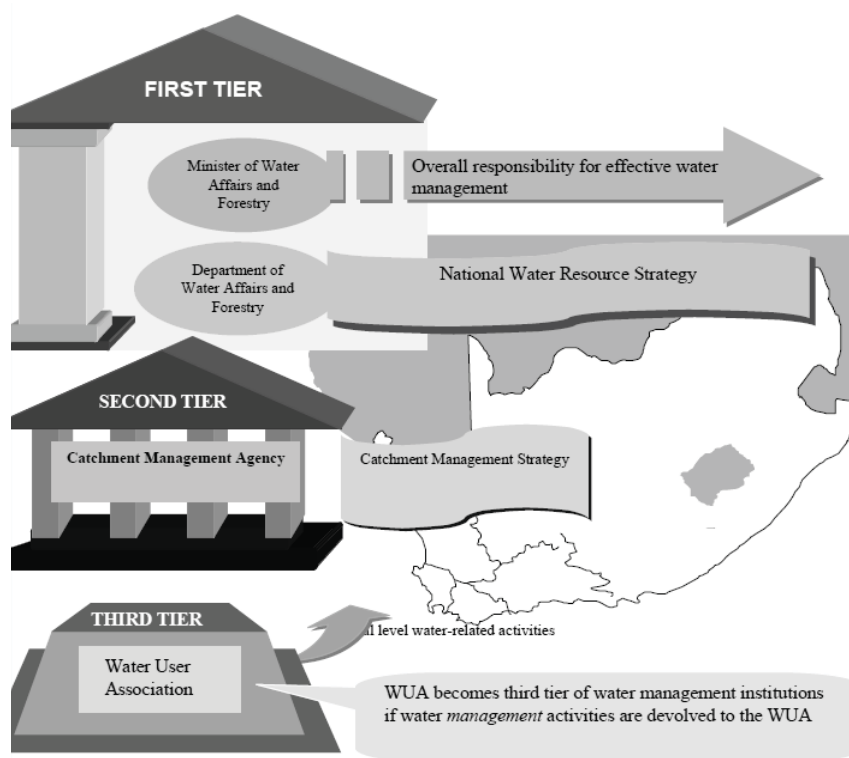 FIRST TIER
Minister of Water
Affairs and
Forestry
Overall responsibility for effective water
management
Department of
Water Affairs and
Forestry
National Water Resource Strategy
SECOND TIER
Catchment Management Agency
Catchment Management Strategy
THIRD TIER
level water-related activities
Water User
Association
WUA becomes third tier of water management institutions
if water management activities are devolved to the WUA